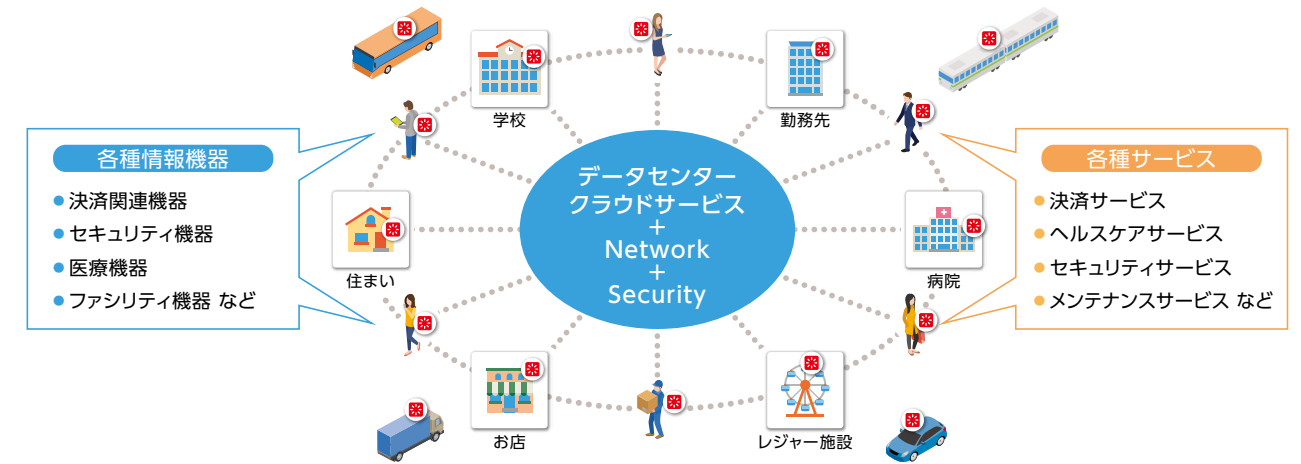 学校
勤務先
各種情報機器
決済関連機器
セキュリティ機器
医療機器
ファシリティ機器 など
データセンター
クラウドサービス
+
Network
+
Security
各種サービス
決済サービス
ヘルスケアサービス
セキュリティサービス
メンテナンスサービス など
住まい
病院
お店
レジャー施設